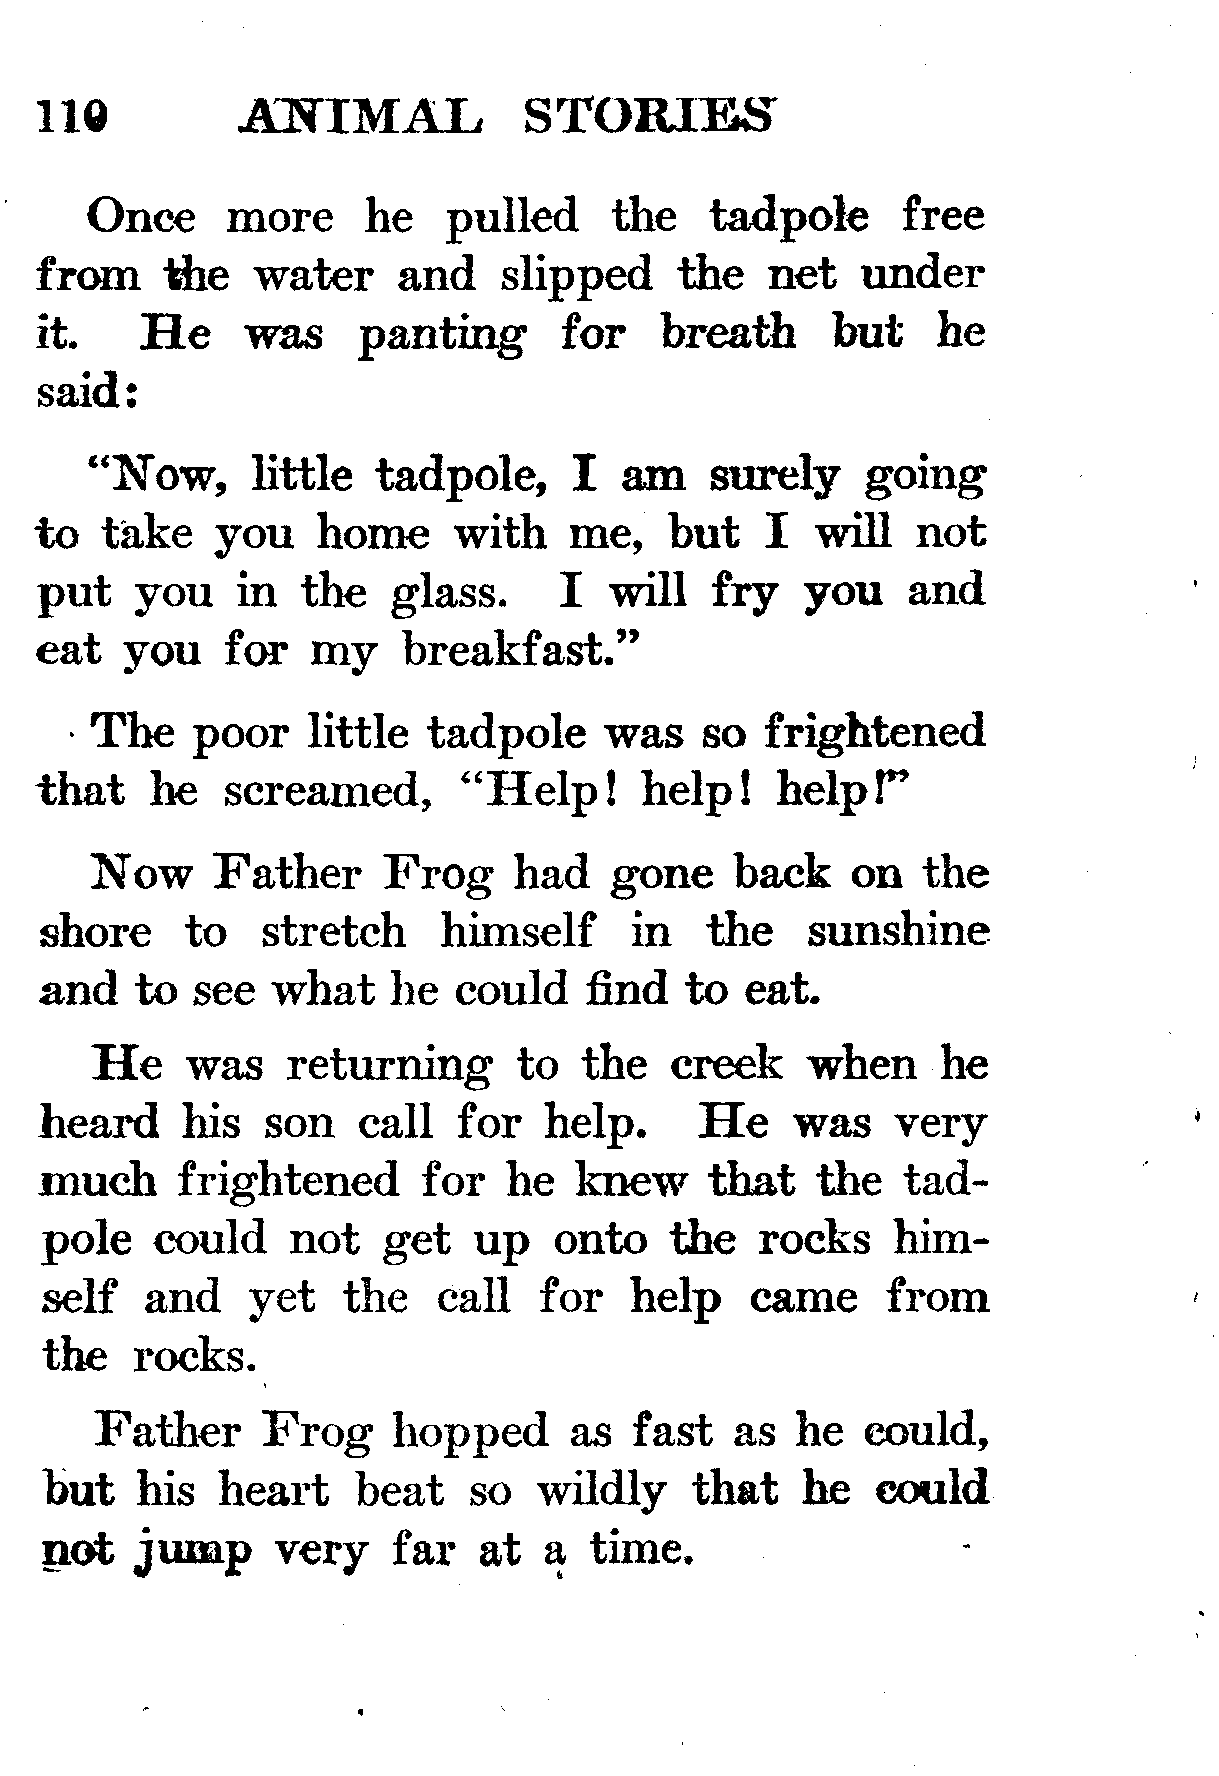 110 ANIMAL STORIES
Once more he pulled the tadpole free
from the water and slipped the net under
it. He was panting for breath but he
said:
“Now, little tadpole, I am surely going
to take you home with me, but I will not
put you in the glass. I will fry you and
eat you for my breakfast.”
The poor little tadpole was so frightened
that he screamed, “Help! help! help!”
Now Father Frog had gone back on the
shore to stretch himself in the sunshine
and to see what he could find to eat.
He was returning to the creek when he
heard his son call for help. He was very
much frightened for he knew that the tad-
pole could not get up onto the rocks him-
self and yet the call for help came from
the rocks.
Father Frog hopped as fast as he could,
but his heart beat so wildly that he could
not jump very far at a time.